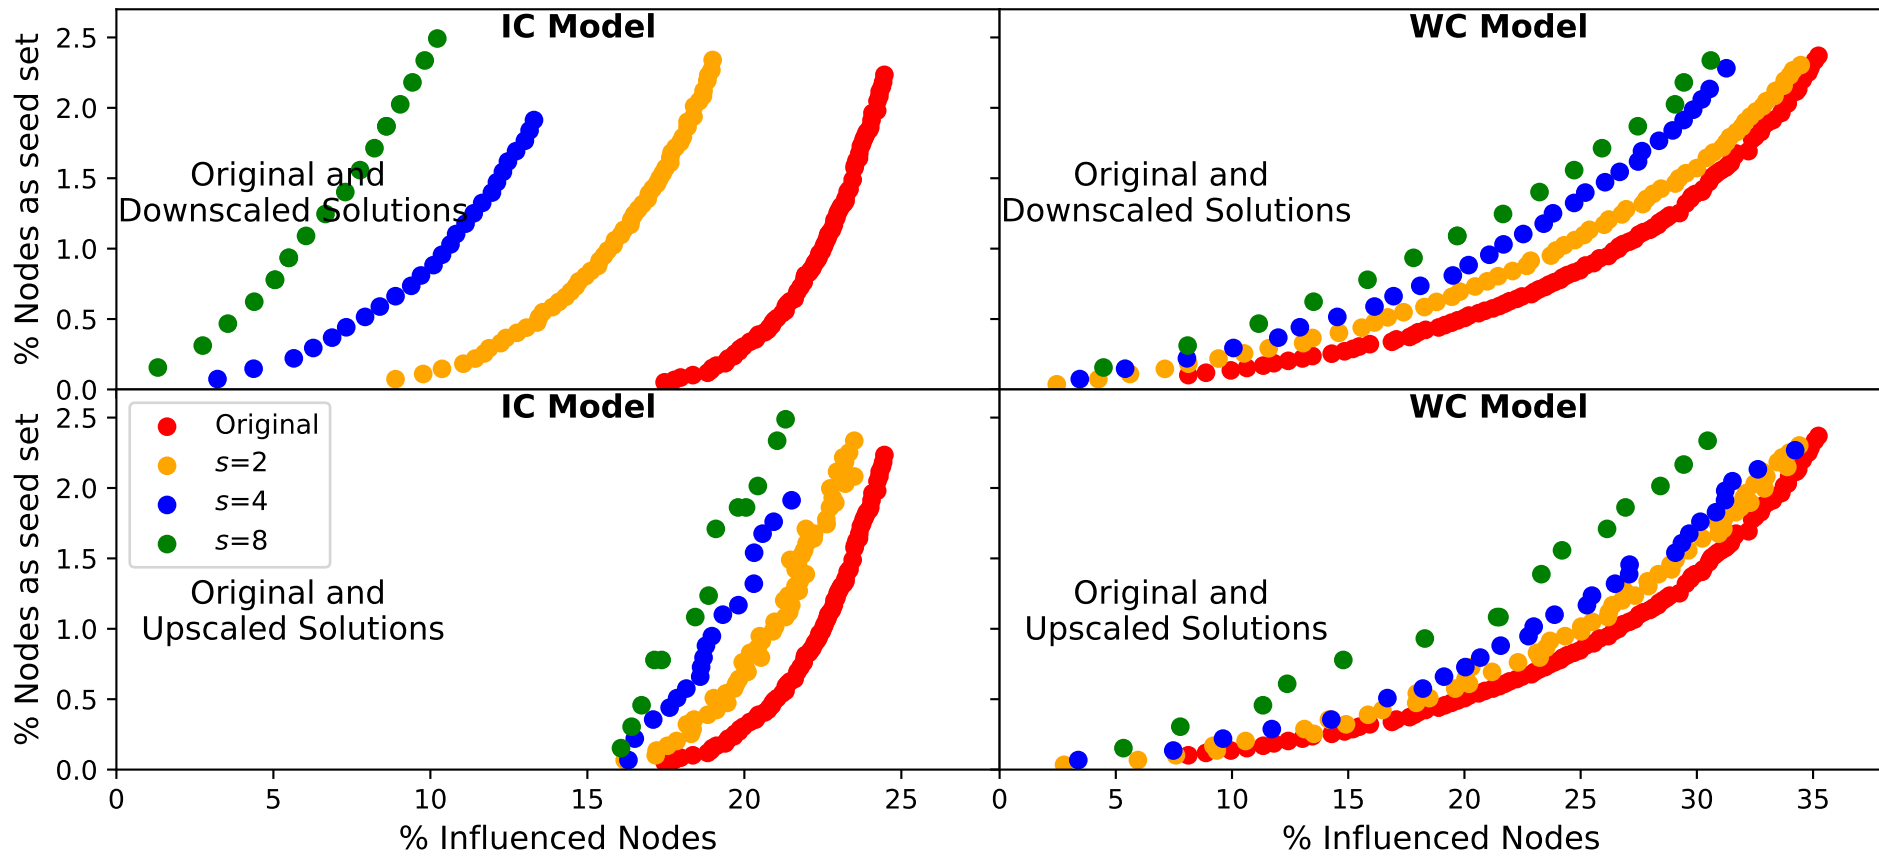 IC Model
WC Model
% Nodes as seed set
2.5
2.0
1.5
1.0
0.5
0.0
Original and
Downscaled Solutions
Original and
Downscaled Solutions
IC Model
WC Model
% Nodes as seed set
2.5
2.0
1.5
1.0
0.5
0.0
Original
s=2
s=4
s=8
Original and
Upscaled Solutions
Original and
Upscaled Solutions
0 5 10 15 20 25
0 5 10 15 20 25 30 35
% Influenced Nodes
% Influenced Nodes